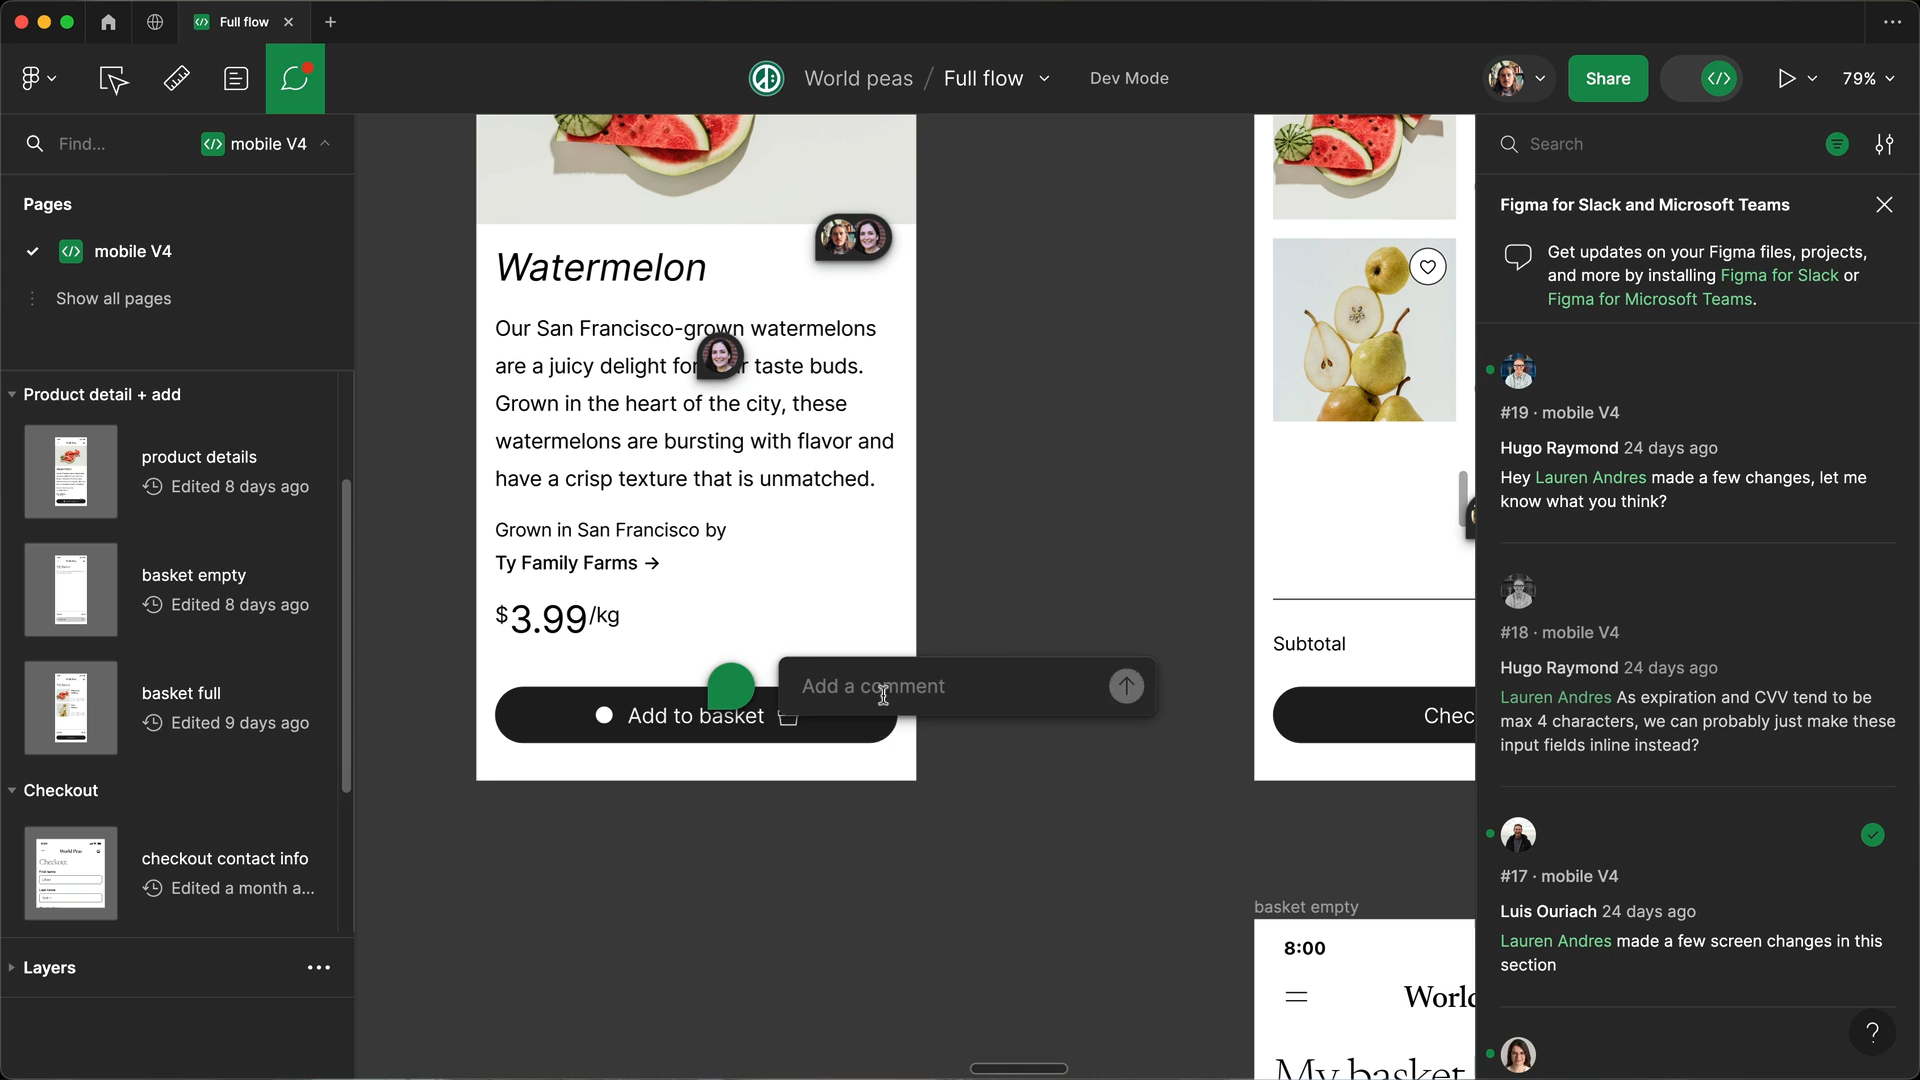 Full flow
World peas / Full flow
Dev Mode
Share
79%
Find...
mobile V4
Pages
mobile V4
Show all pages
Product detail + add
product details
Edited 8 days ago
basket empty
Edited 8 days ago
basket full
Edited 9 days ago
Checkout
checkout contact info
Edited a month a...
Layers
Watermelon
Our San Francisco-grown watermelons
are a juicy delight for taste buds.
Grown in the heart of the city, these
watermelons are bursting with flavor and
have a crisp texture that is unmatched.
Grown in San Francisco by
Ty Family Farms →
$3.99/kg
Add a comment
Add to basket
Subtotal
Chec
basket empty
8:00
World
My basket
Search
Figma for Slack and Microsoft Teams
Get updates on your Figma files, projects,
and more by installing Figma for Slack or
Figma for Microsoft Teams.
#19 · mobile V4
Hugo Raymond 24 days ago
Hey Lauren Andres made a few changes, let me
know what you think?
#18 · mobile V4
Hugo Raymond 24 days ago
Lauren Andres As expiration and CVV tend to be
max 4 characters, we can probably just make these
input fields inline instead?
#17 · mobile V4
Luis Ouriach 24 days ago
Lauren Andres made a few screen changes in this
section
?